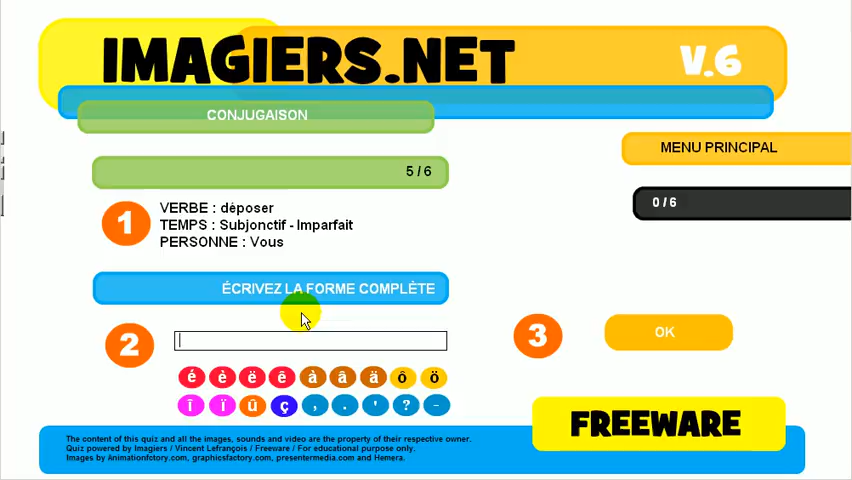 IMAGIERS.NET
V.6
CONJUGAISON
MENU PRINCIPAL
5 / 6
0 / 6
1
VERBE : déposer
TEMPS : Subjonctif - Imparfait
PERSONNE : Vous
ÉCRIVEZ LA FORME COMPLÈTE
2
3
OK
é è ë ê à â ä ô ö
î ï û ç , . ' ? -
FREEWARE
The content of this quiz and all the images, sounds and video are the property of their respective owner.
Quiz powered by Imagiers / Vincent Lefrançois / Freeware / For educational purpose only.
Images by Animationfctory.com, graphicsfactory.com, presentermedia.com and Hemera.